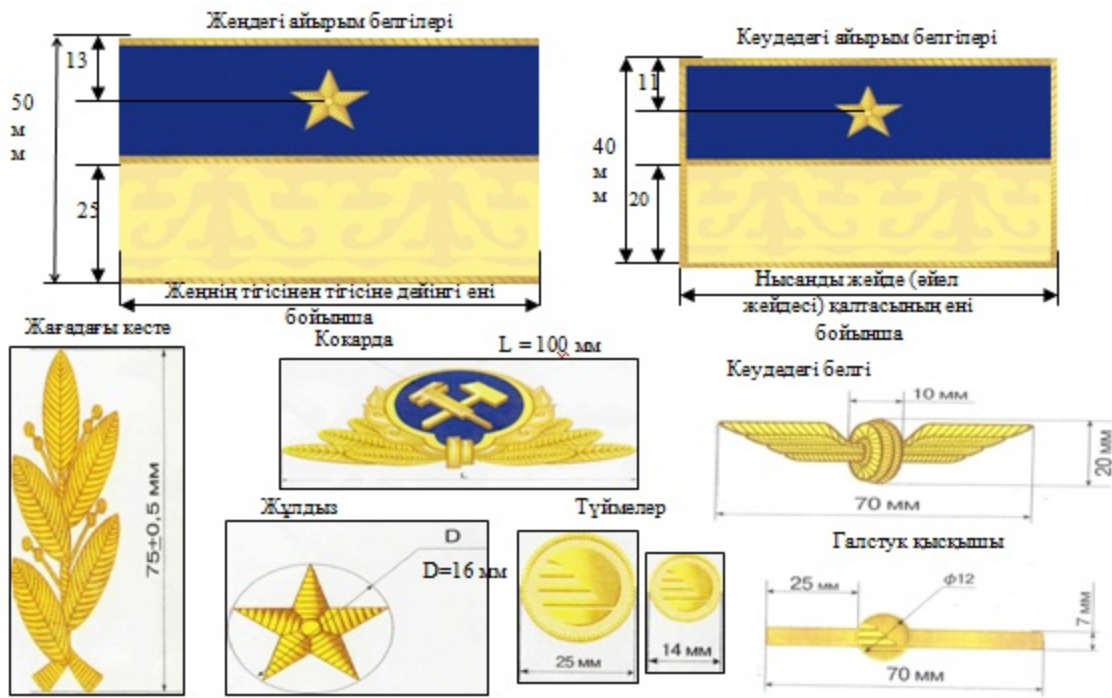 Жеңдегі айырым белгілері
13
50
м
м
25
Жеңнің тігісінен тігісіне дейінгі ені
бойынша
Кеудедегі айырым белгілері
11
40
м
м
20
Нысанды жейде (әйел
жейдесі) қалтасының ені
бойынша
Жағадағы кесте
75±0,5 мм
Кокарда
L = 100 мм
L
Кеудедегі белгі
10 мм
20 мм
70 мм
Жұлдыз
D
D=16 мм
Түймелер
25 мм
14 мм
Галстук қысқышы
25 мм
ф12
7 мм
70 мм